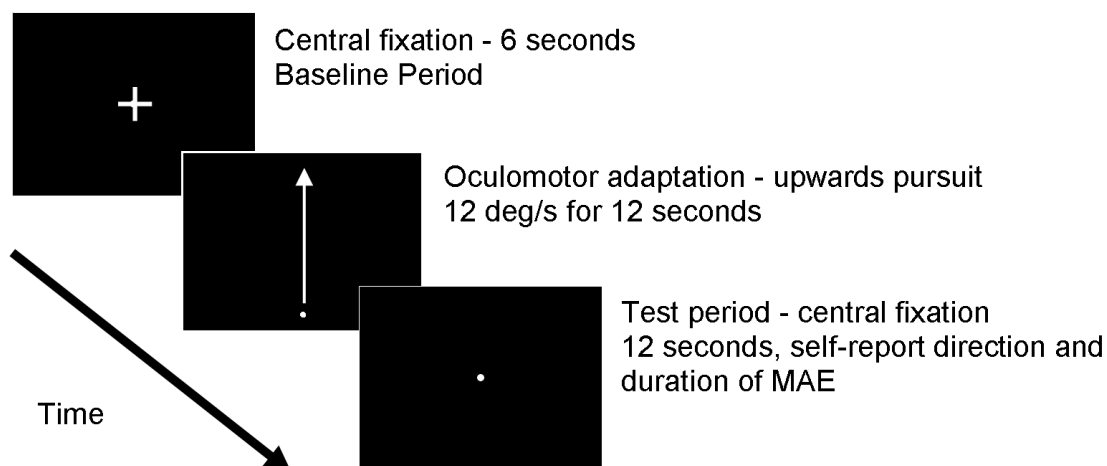 Central fixation - 6 seconds
Baseline Period
Oculomotor adaptation - upwards pursuit
12 deg/s for 12 seconds
Test period - central fixation
12 seconds, self-report direction and
duration of MAE
Time